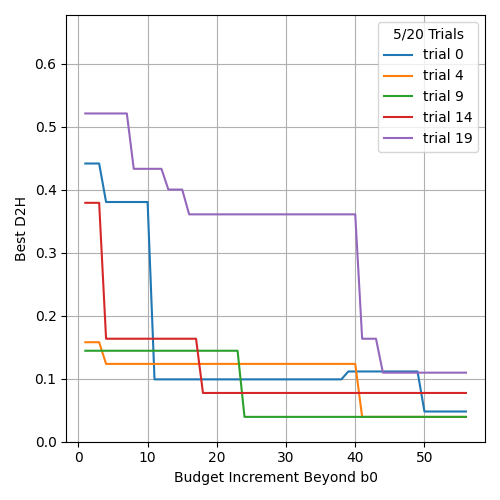 5/20 Trials
trial 0
trial 4
trial 9
trial 14
trial 19
0.6
0.5
0.4
0.3
0.2
0.1
0.0
Best D2H
0 10 20 30 40 50
Budget Increment Beyond b0